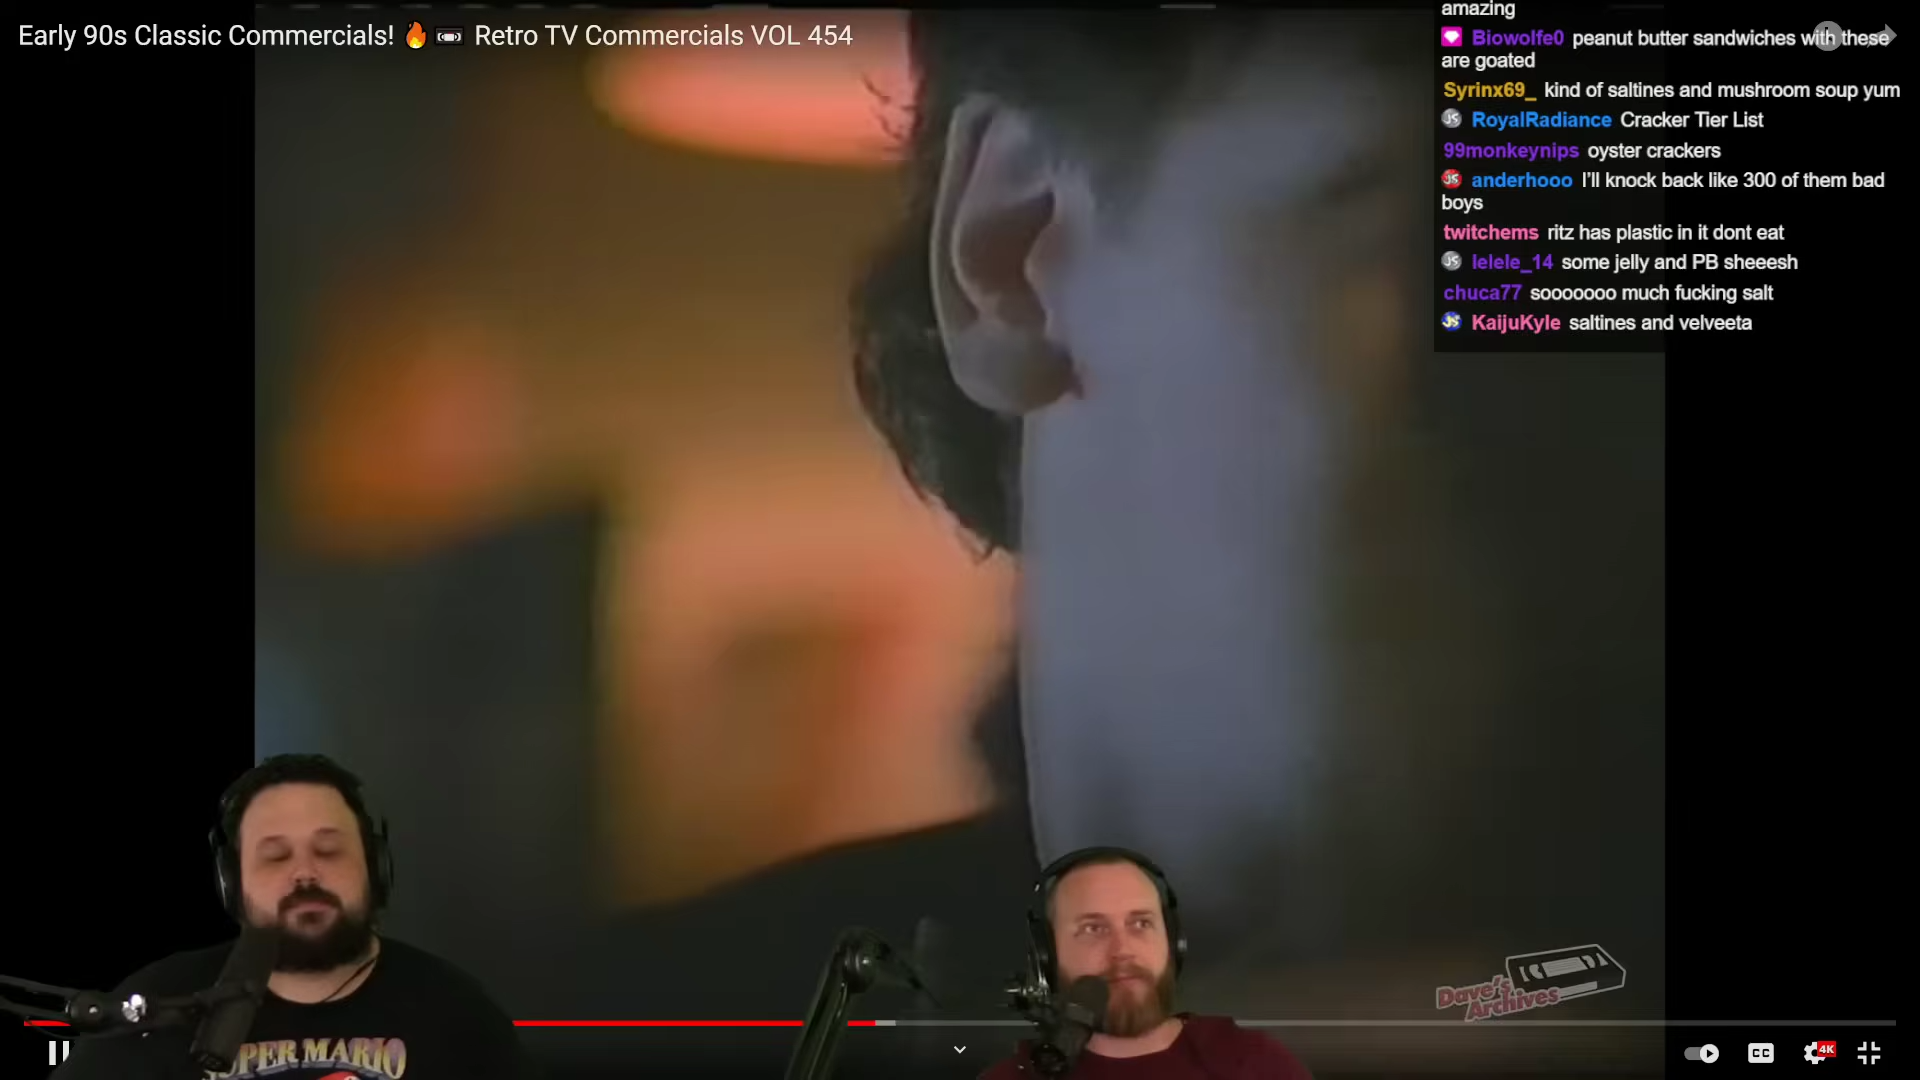 Early 90s Classic Commercials! 🔥📼 Retro TV Commercials VOL 454
amazing
Biowolfe0 peanut butter sandwiches with these
are goated
Syrinx69_ kind of saltines and mushroom soup yum
RoyalRadiance Cracker Tier List
99monkeynips oyster crackers
anderhooo I'll knock back like 300 of them bad
boys
twitchems ritz has plastic in it dont eat
lelele_14 some jelly and PB sheeesh
chuca77 sooooooo much fucking salt
KaijuKyle saltines and velveeta
Dave's
Archives
UPER MARIO
CC
4K